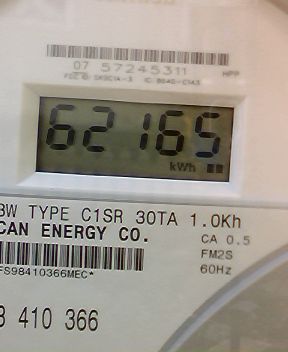 07 57245311
HPP
62165
kWh
3W TYPE C1SR 30TA 1.0Kh
CAN ENERGY CO.
CA 0.5
FM2S
60Hz
FS98410366MEC*
410 366